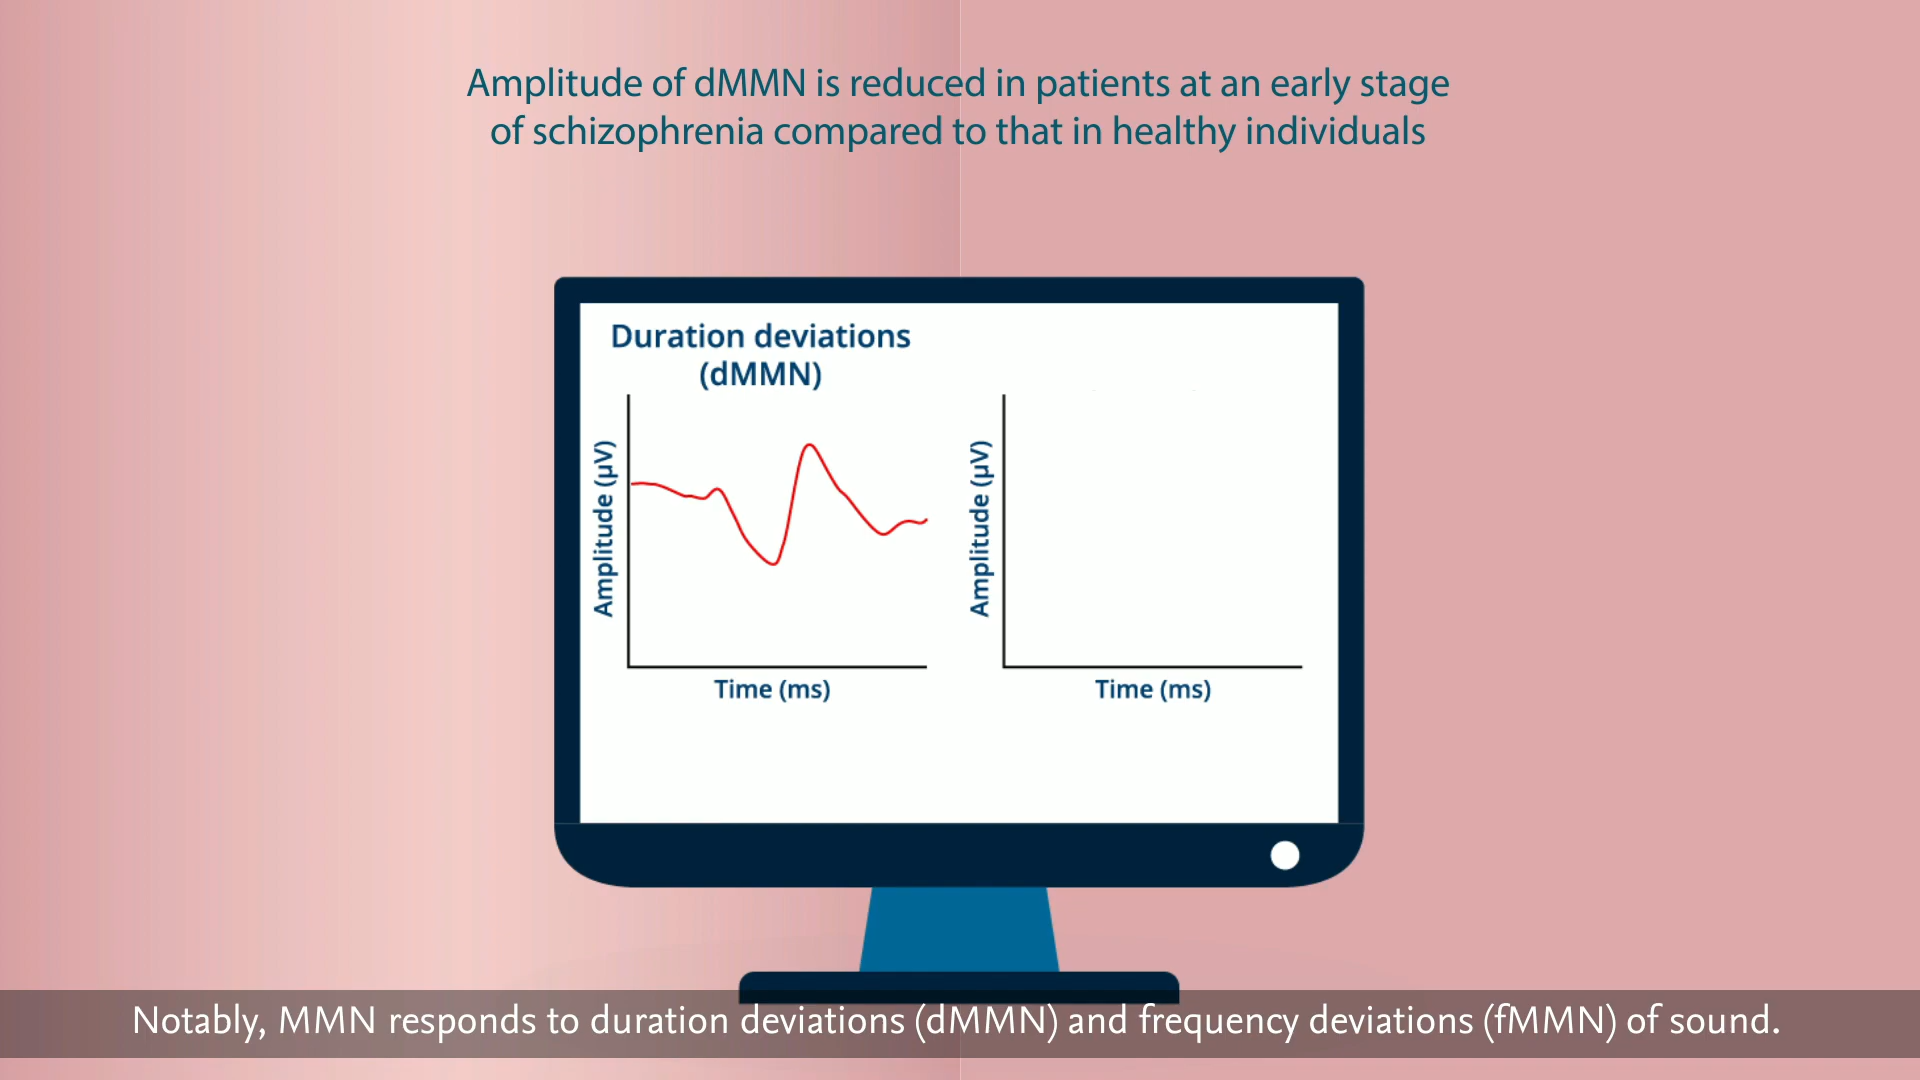 Amplitude of dMMN is reduced in patients at an early stage
of schizophrenia compared to that in healthy individuals
Duration deviations
(dMMN)
Amplitude (µV)
Time (ms)
Amplitude (µV)
Time (ms)
Notably, MMN responds to duration deviations (dMMN) and frequency deviations (fMMN) of sound.